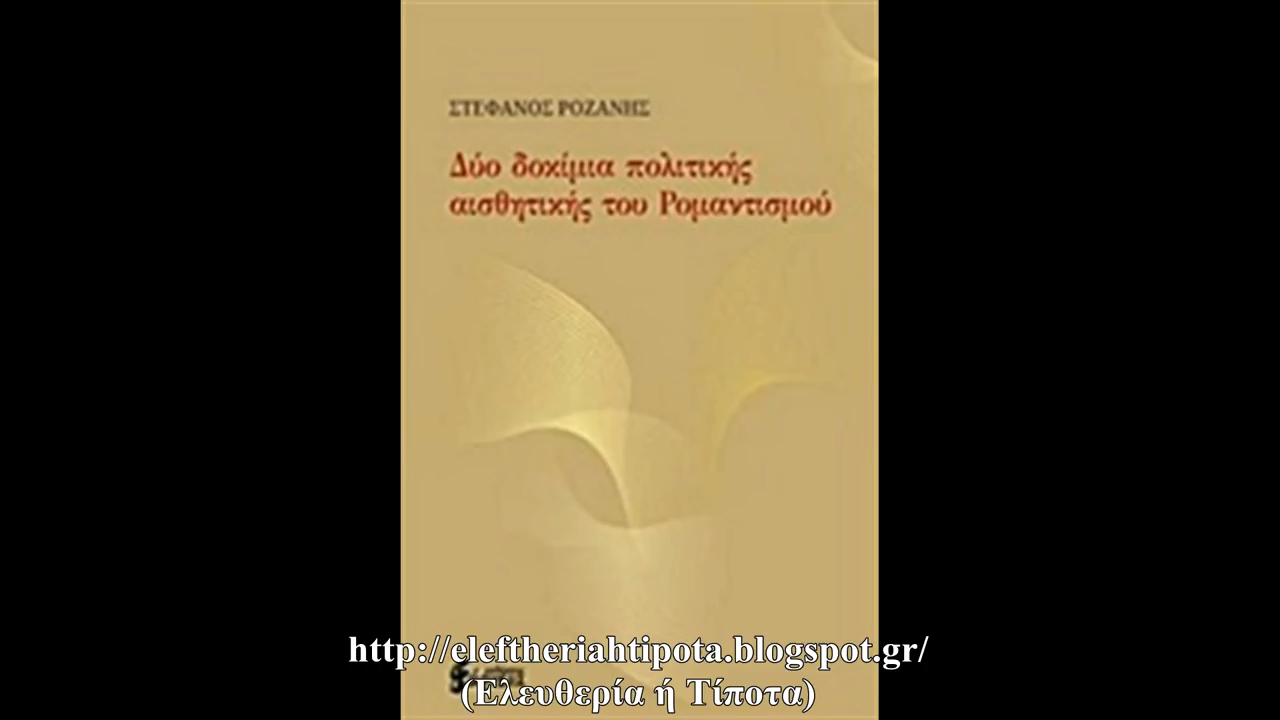 ΣΤΕΦΑΝΟΣ ΡΟΖΑΝΗΣ
Δύο δοκίμια πολιτικής
αισθητικής του Ρομαντισμού
http://eleftheriahtipota.blogspot.gr/
(Ελευθερία ή Τίποτα)